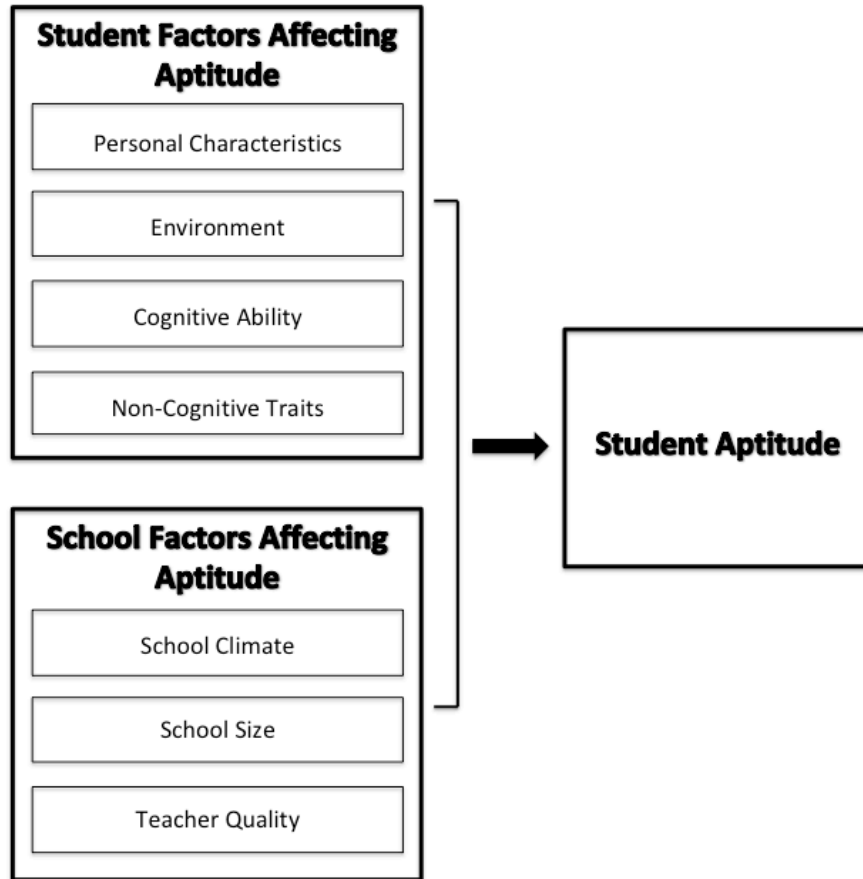 Student Factors Affecting
Aptitude
Personal Characteristics
Environment
Cognitive Ability
Non-Cognitive Traits
School Factors Affecting
Aptitude
School Climate
School Size
Teacher Quality
Student Aptitude